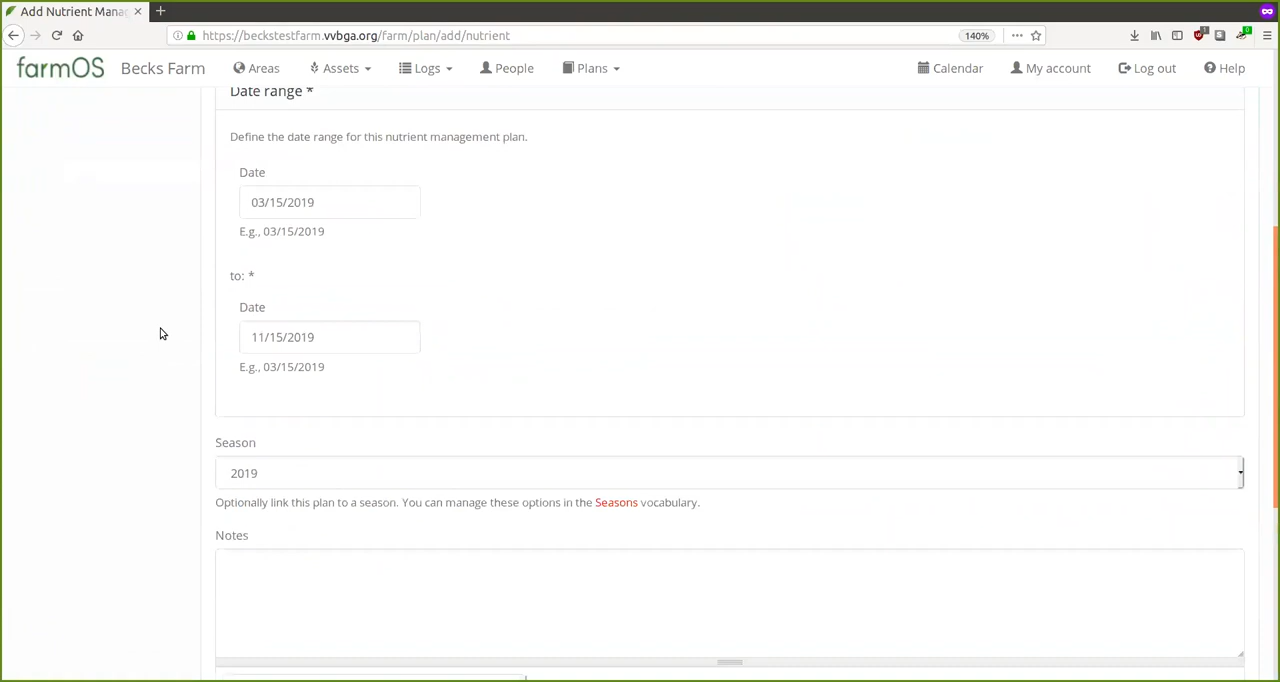 Add Nutrient Mana
https://beckstestfarm.vvbga.org/farm/plan/add/nutrient
140%
farmOS Becks Farm Areas Assets Logs People Plans Calendar My account Log out Help
Date range *
Define the date range for this nutrient management plan.
Date
03/15/2019
E.g., 03/15/2019
to: *
Date
11/15/2019
E.g., 03/15/2019
Season
2019
Optionally link this plan to a season. You can manage these options in the Seasons vocabulary.
Notes